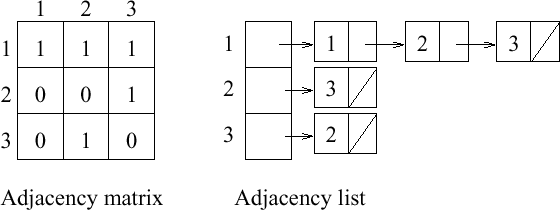 1 2 3
1 1 1 1
2 0 0 1
3 0 1 0
Adjacency matrix
1 1 2 3
2 3
3 2
Adjacency list